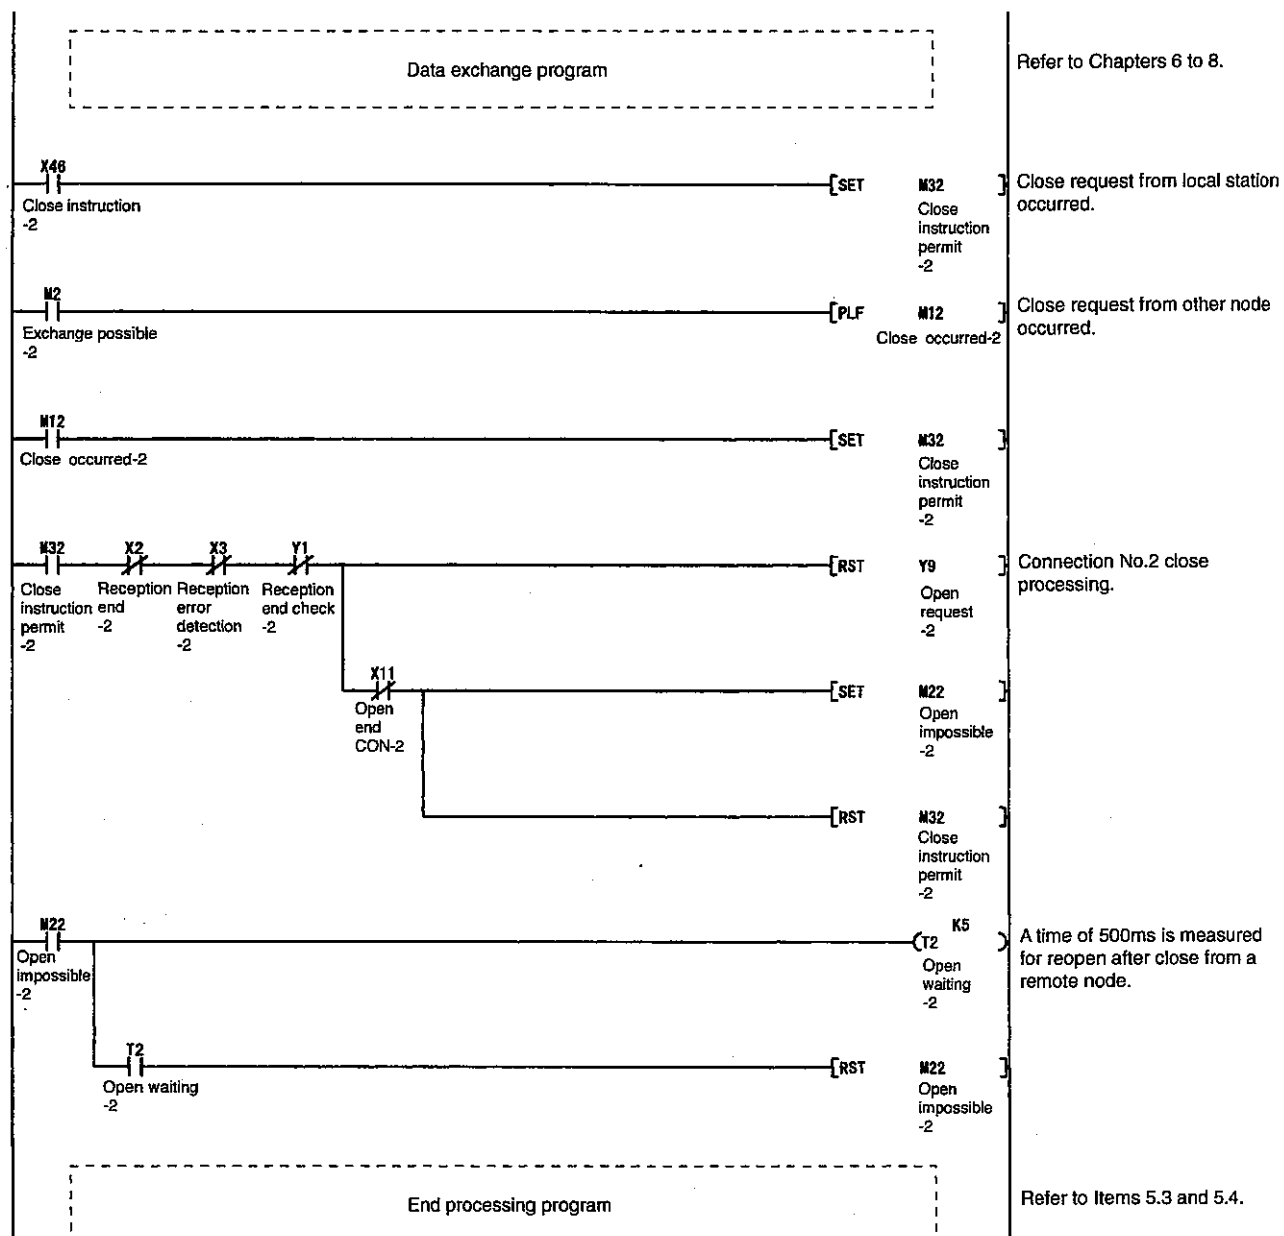 Data exchange program
Refer to Chapters 6 to 8.
X46
[SET M32 ]
Close instruction
-2
Close
instruction
permit
-2
Close request from local station
occurred.
M2
[PLF M12 ]
Exchange possible
-2
Close occurred-2
Close request from other node
occurred.
M12
[SET M32 ]
Close occurred-2
Close
instruction
permit
-2
M32 X2 X3 Y1
[RST Y9 ]
Close
instruction
permit
-2
Reception
end
-2
Reception
error
detection
-2
Reception
end check
-2
Open
request
-2
Connection No.2 close
processing.
X11
[SET M22 ]
Open
end
CON-2
Open
impossible
-2
[RST M32 ]
Close
instruction
permit
-2
M22
K5
(T2 )
Open
impossible
-2
Open
waiting
-2
A time of 500ms is measured
for reopen after close from a
remote node.
T2
[RST M22 ]
Open waiting
-2
Open
impossible
-2
End processing program
Refer to Items 5.3 and 5.4.